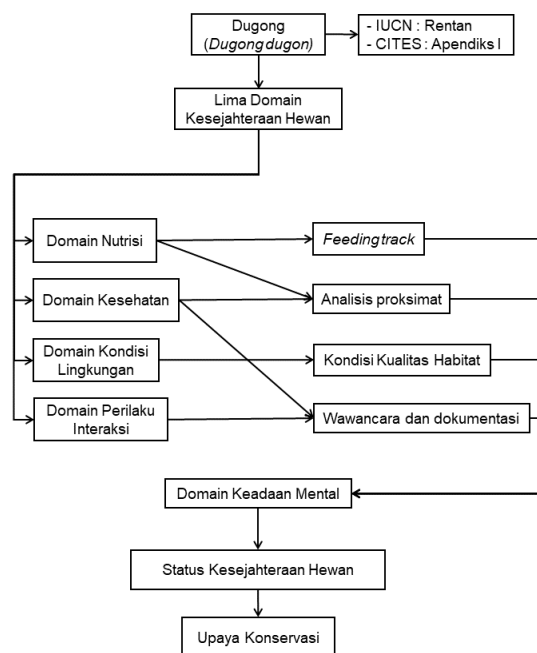 Dugong
(Dugong dugon)
- IUCN : Rentan
- CITES : Apendiks I
Lima Domain
Kesejahteraan Hewan
Domain Nutrisi
Feeding track
Domain Kesehatan
Analisis proksimat
Domain Kondisi
Lingkungan
Kondisi Kualitas Habitat
Domain Perilaku
Interaksi
Wawancara dan dokumentasi
Domain Keadaan Mental
Status Kesejahteraan Hewan
Upaya Konservasi